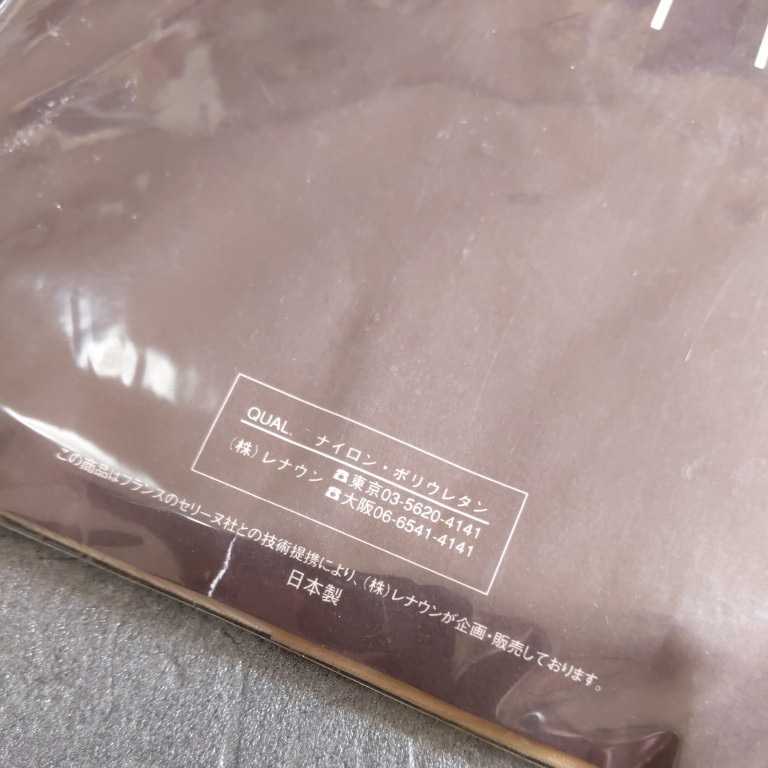 QUAL. ナイロン・ポリウレタン
(株)レナウン ☎東京03-5620-4141
☎大阪06-6541-4141
この商品はフランスのセリーヌ社との技術提携により、(株)レナウンが企画・販売しております。
日本製